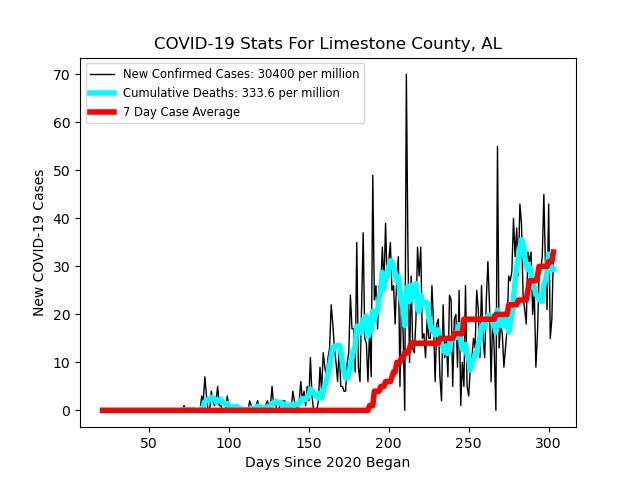 COVID-19 Stats For Limestone County, AL
New Confirmed Cases: 30400 per million
Cumulative Deaths: 333.6 per million
7 Day Case Average
New COVID-19 Cases
70
60
50
40
30
20
10
0
50 100 150 200 250 300
Days Since 2020 Began